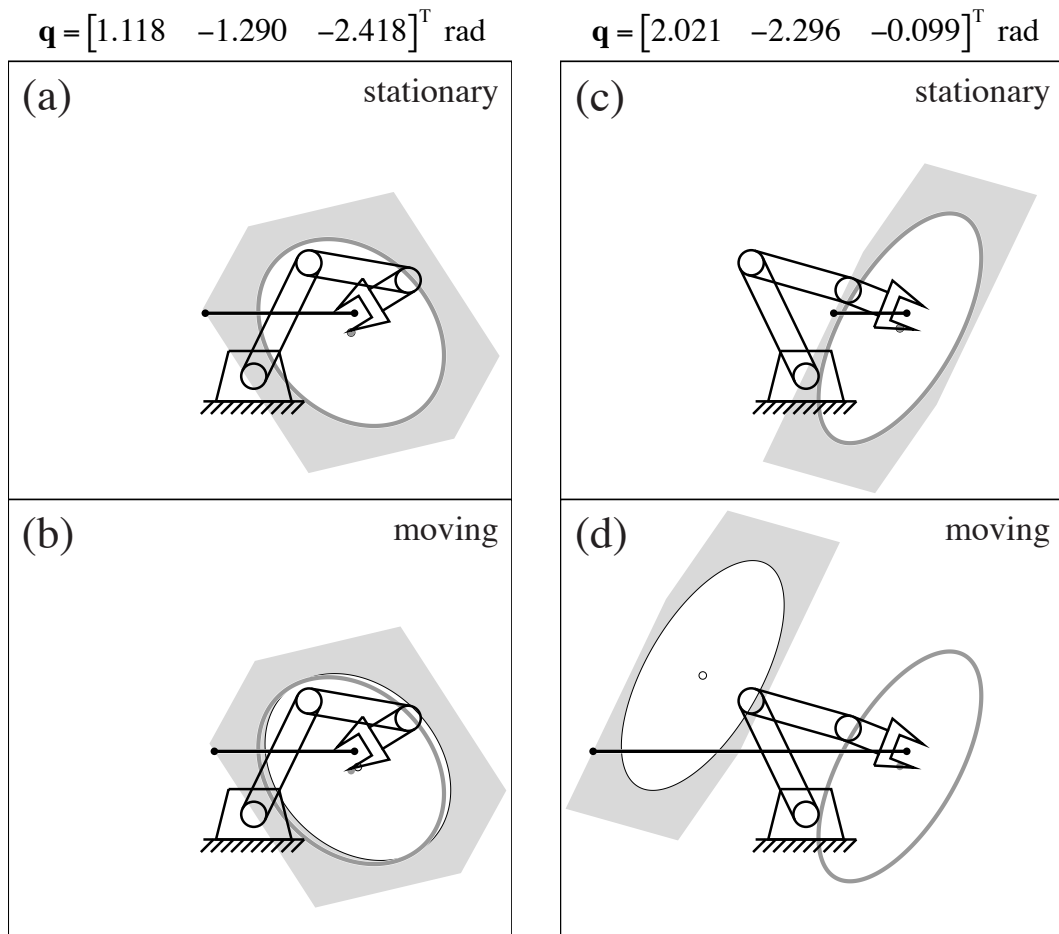 q = [1.118 −1.290 −2.418]ᵀ rad
q = [2.021 −2.296 −0.099]ᵀ rad
(a) stationary
(c) stationary
(b) moving
(d) moving